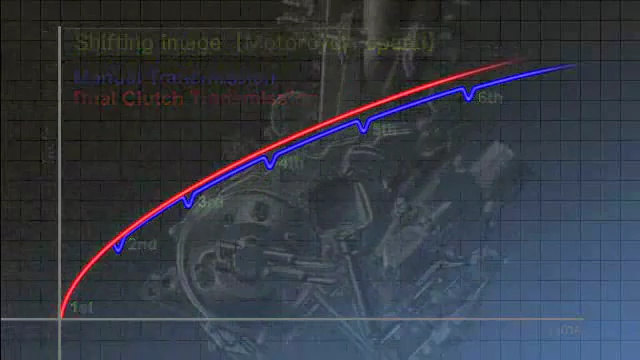 Shifting image (Motorcycle speed)
Manual Transmission
Dual Clutch Transmission
6th
5th
4th
3rd
2nd
1st